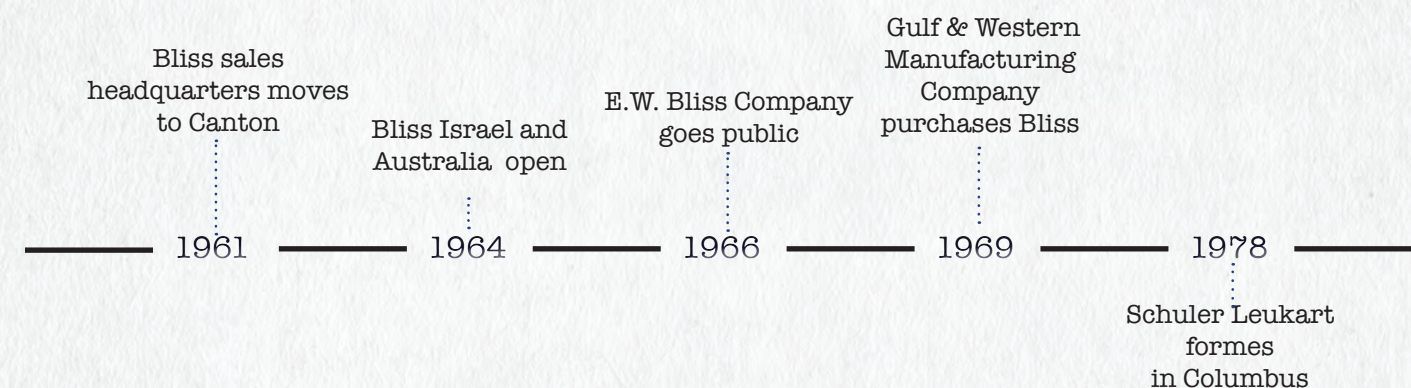 Bliss sales
headquarters moves
to Canton
Bliss Israel and
Australia  open
E.W. Bliss Company
goes public
Gulf & Western
Manufacturing
Company
purchases Bliss
1961
1964
1966
1969
1978
Schuler Leukart
formes
in Columbus